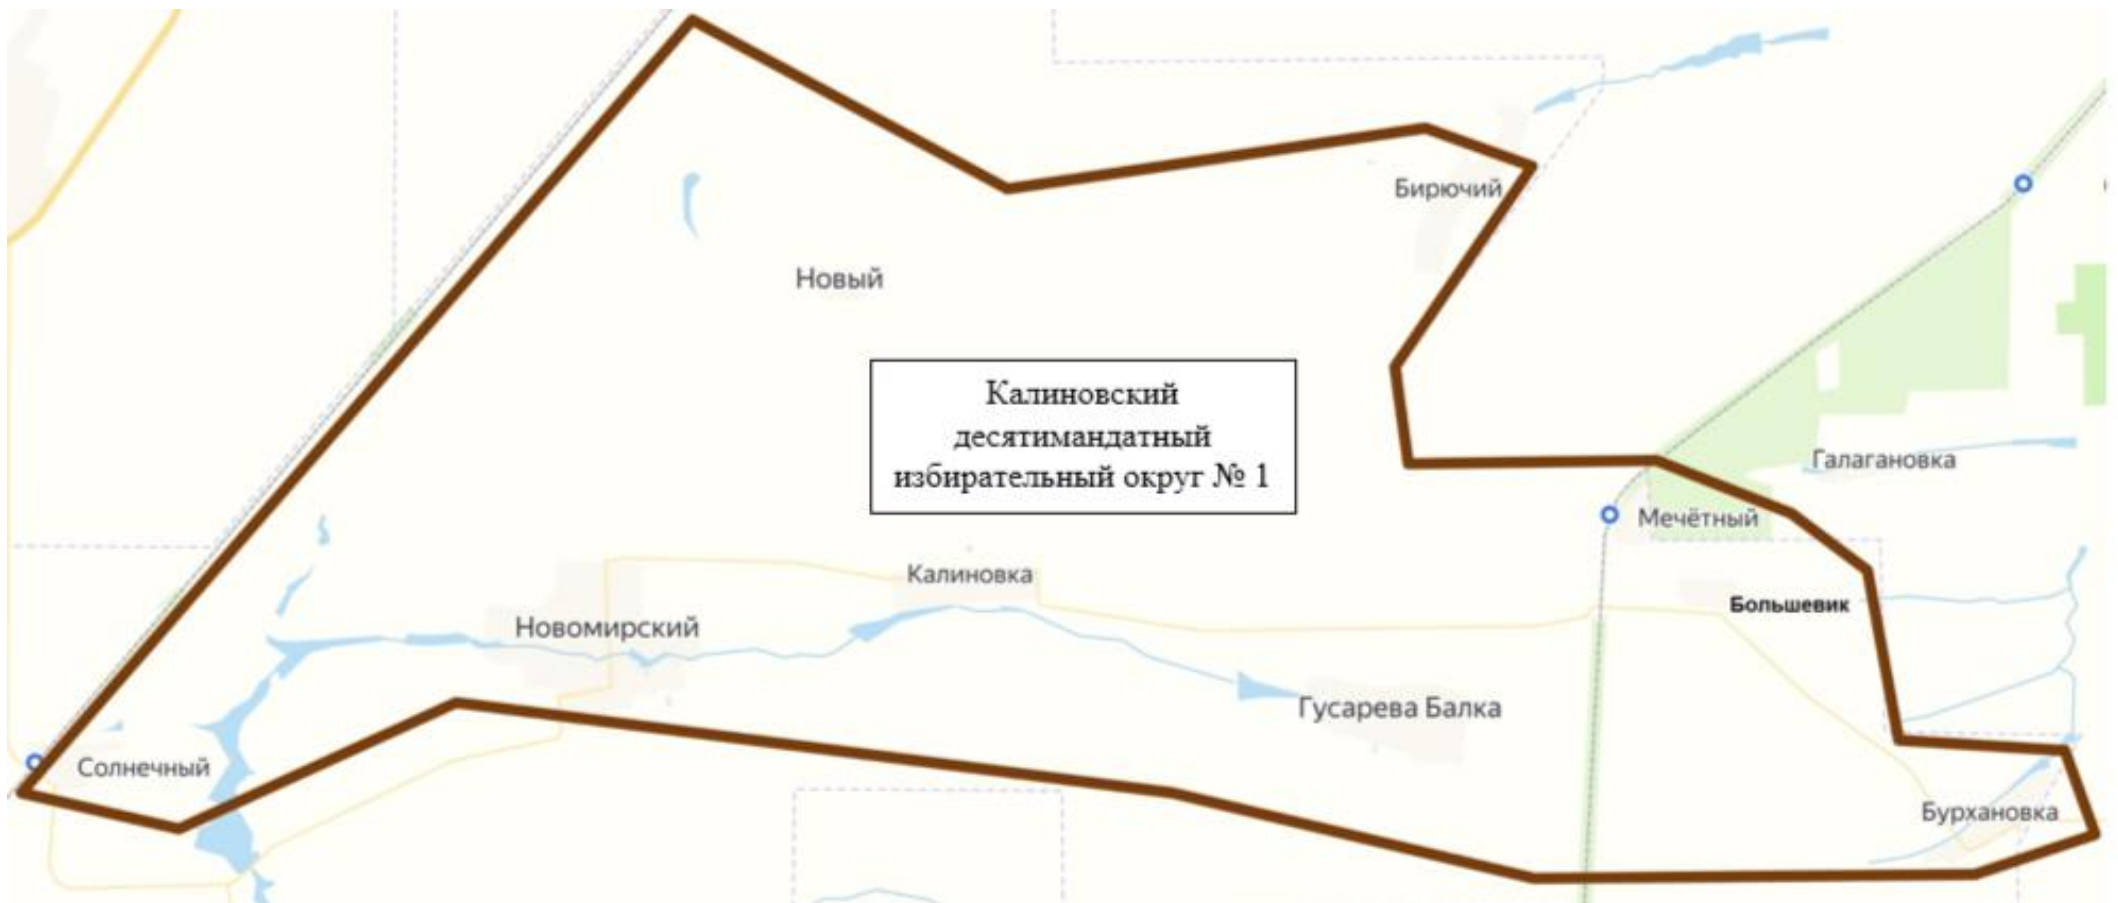 Бирючий
Новый
Калиновский
десятимандатный
избирательный округ № 1
Галагановка
Мечётный
Калиновка
Большевик
Новомирский
Гусарева Балка
Солнечный
Бурхановка